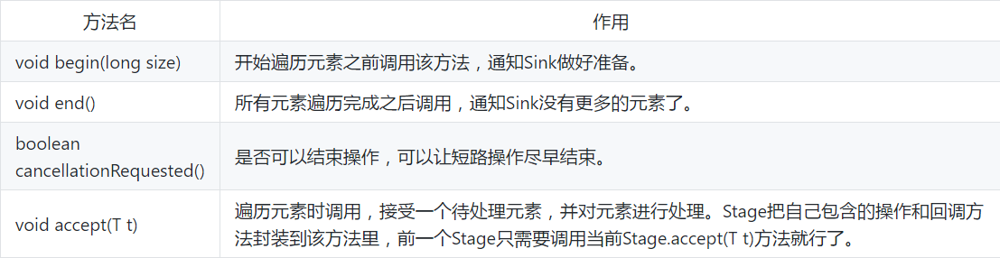 方法名 作用
void begin(long size) 开始遍历元素之前调用该方法，通知Sink做好准备。
void end() 所有元素遍历完成之后调用，通知Sink没有更多的元素了。
boolean
cancellationRequested() 是否可以结束操作，可以让短路操作尽早结束。
void accept(T t) 遍历元素时调用，接受一个待处理元素，并对元素进行处理。Stage把自己包含的操作和回调方
法封装到该方法里，前一个Stage只需要调用当前Stage.accept(T t)方法就行了。